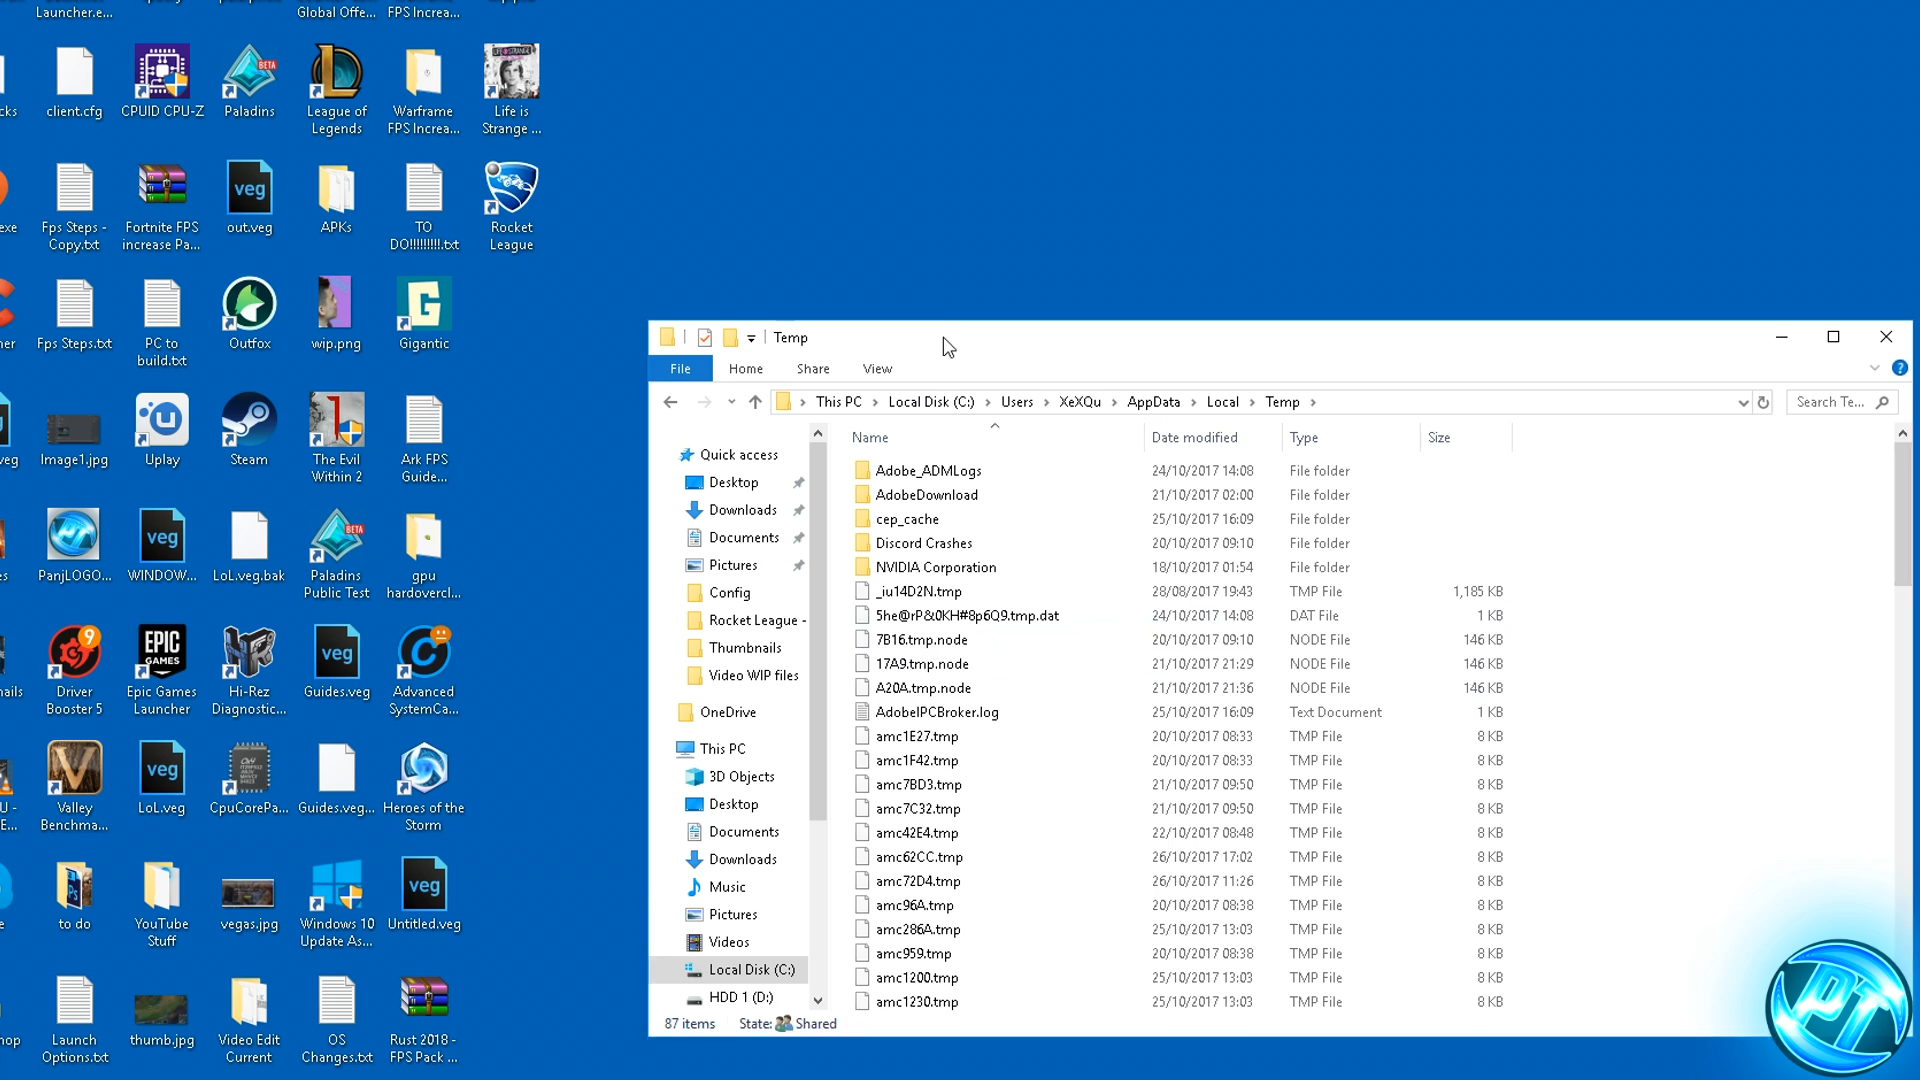 Launcher.e...
Global Offe...
FPS Increa...
cks
client.cfg
CPUID CPU-Z
BETA
Paladins
League of
Legends
Warframe
FPS Increa...
LIFE IS STRANGE
Life is
Strange ...
exe
Fps Steps -
Copy.txt
Fortnite FPS
increase Pa...
veg
out.veg
APKs
TO
DO!!!!!!!!!.txt
Rocket
League
ner
Fps Steps.txt
PC to
build.txt
Outfox
wip.png
G
Gigantic
veg
Image1.jpg
Uplay
Steam
The Evil
Within 2
Ark FPS
Guide...
es
PanjLOGO...
veg
WINDOW...
LoL.veg.bak
BETA
Paladins
Public Test
gpu
hardovercl...
nails
9
Driver
Booster 5
EPIC
GAMES
Epic Games
Launcher
Hi-Rez
Diagnostic...
veg
Guides.veg
Advanced
SystemCa...
U -
E...
Valley
Benchma...
veg
LoL.veg
CPU
CpuCorePa...
Guides.veg...
Heroes of the
Storm
e
Ps
to do
YouTube
Stuff
vegas.jpg
Windows 10
Update As...
veg
Untitled.veg
hop
Launch
Options.txt
thumb.jpg
Video Edit
Current
OS
Changes.txt
Rust 2018 -
FPS Pack ...
Temp
File Home Share View
This PC > Local Disk (C:) > Users > XeXQu > AppData > Local > Temp >
Search Te...
Quick access
Desktop
Downloads
Documents
Pictures
Config
Rocket League -
Thumbnails
Video WIP files
OneDrive
This PC
3D Objects
Desktop
Documents
Downloads
Music
Pictures
Videos
Local Disk (C:)
HDD 1 (D:)
Name Date modified Type Size
Adobe_ADMLogs 24/10/2017 14:08 File folder
AdobeDownload 21/10/2017 02:00 File folder
cep_cache 25/10/2017 16:09 File folder
Discord Crashes 20/10/2017 09:10 File folder
NVIDIA Corporation 18/10/2017 01:54 File folder
_iu14D2N.tmp 28/08/2017 19:43 TMP File 1,185 KB
5he@rP&0KH#8p6Q9.tmp.dat 24/10/2017 14:08 DAT File 1 KB
7B16.tmp.node 20/10/2017 09:10 NODE File 146 KB
17A9.tmp.node 21/10/2017 21:29 NODE File 146 KB
A20A.tmp.node 21/10/2017 21:36 NODE File 146 KB
AdobeIPCBroker.log 25/10/2017 16:09 Text Document 1 KB
amc1E27.tmp 20/10/2017 08:33 TMP File 8 KB
amc1F42.tmp 20/10/2017 08:33 TMP File 8 KB
amc7BD3.tmp 21/10/2017 09:50 TMP File 8 KB
amc7C32.tmp 21/10/2017 09:50 TMP File 8 KB
amc42E4.tmp 22/10/2017 08:48 TMP File 8 KB
amc62CC.tmp 26/10/2017 17:02 TMP File 8 KB
amc72D4.tmp 26/10/2017 11:26 TMP File 8 KB
amc96A.tmp 20/10/2017 08:38 TMP File 8 KB
amc286A.tmp 25/10/2017 13:03 TMP File 8 KB
amc959.tmp 20/10/2017 08:38 TMP File 8 KB
amc1200.tmp 25/10/2017 13:03 TMP File 8 KB
amc1230.tmp 25/10/2017 13:03 TMP File 8 KB
87 items State: Shared
PT